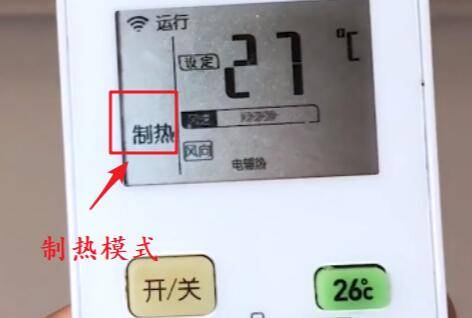 运行
设定 27 ℃
风速
制热
风向
电辅热
制热模式
开/关 26℃